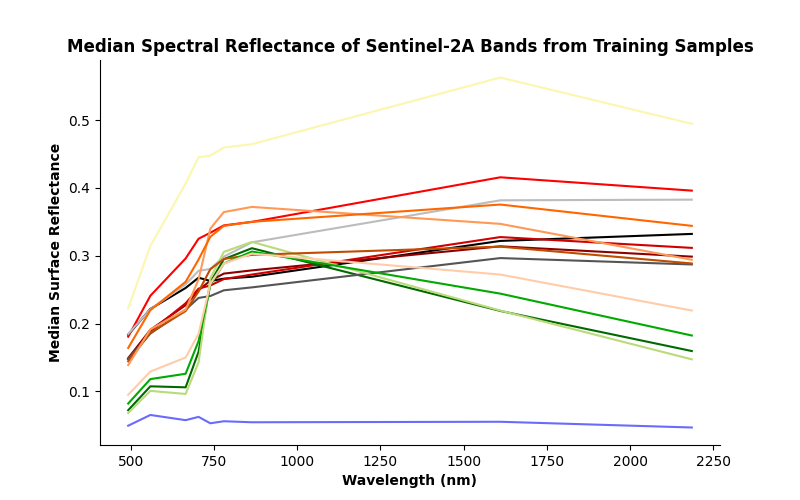 Median Spectral Reflectance of Sentinel-2A Bands from Training Samples
Median Surface Reflectance
0.5
0.4
0.3
0.2
0.1
500 750 1000 1250 1500 1750 2000 2250
Wavelength (nm)